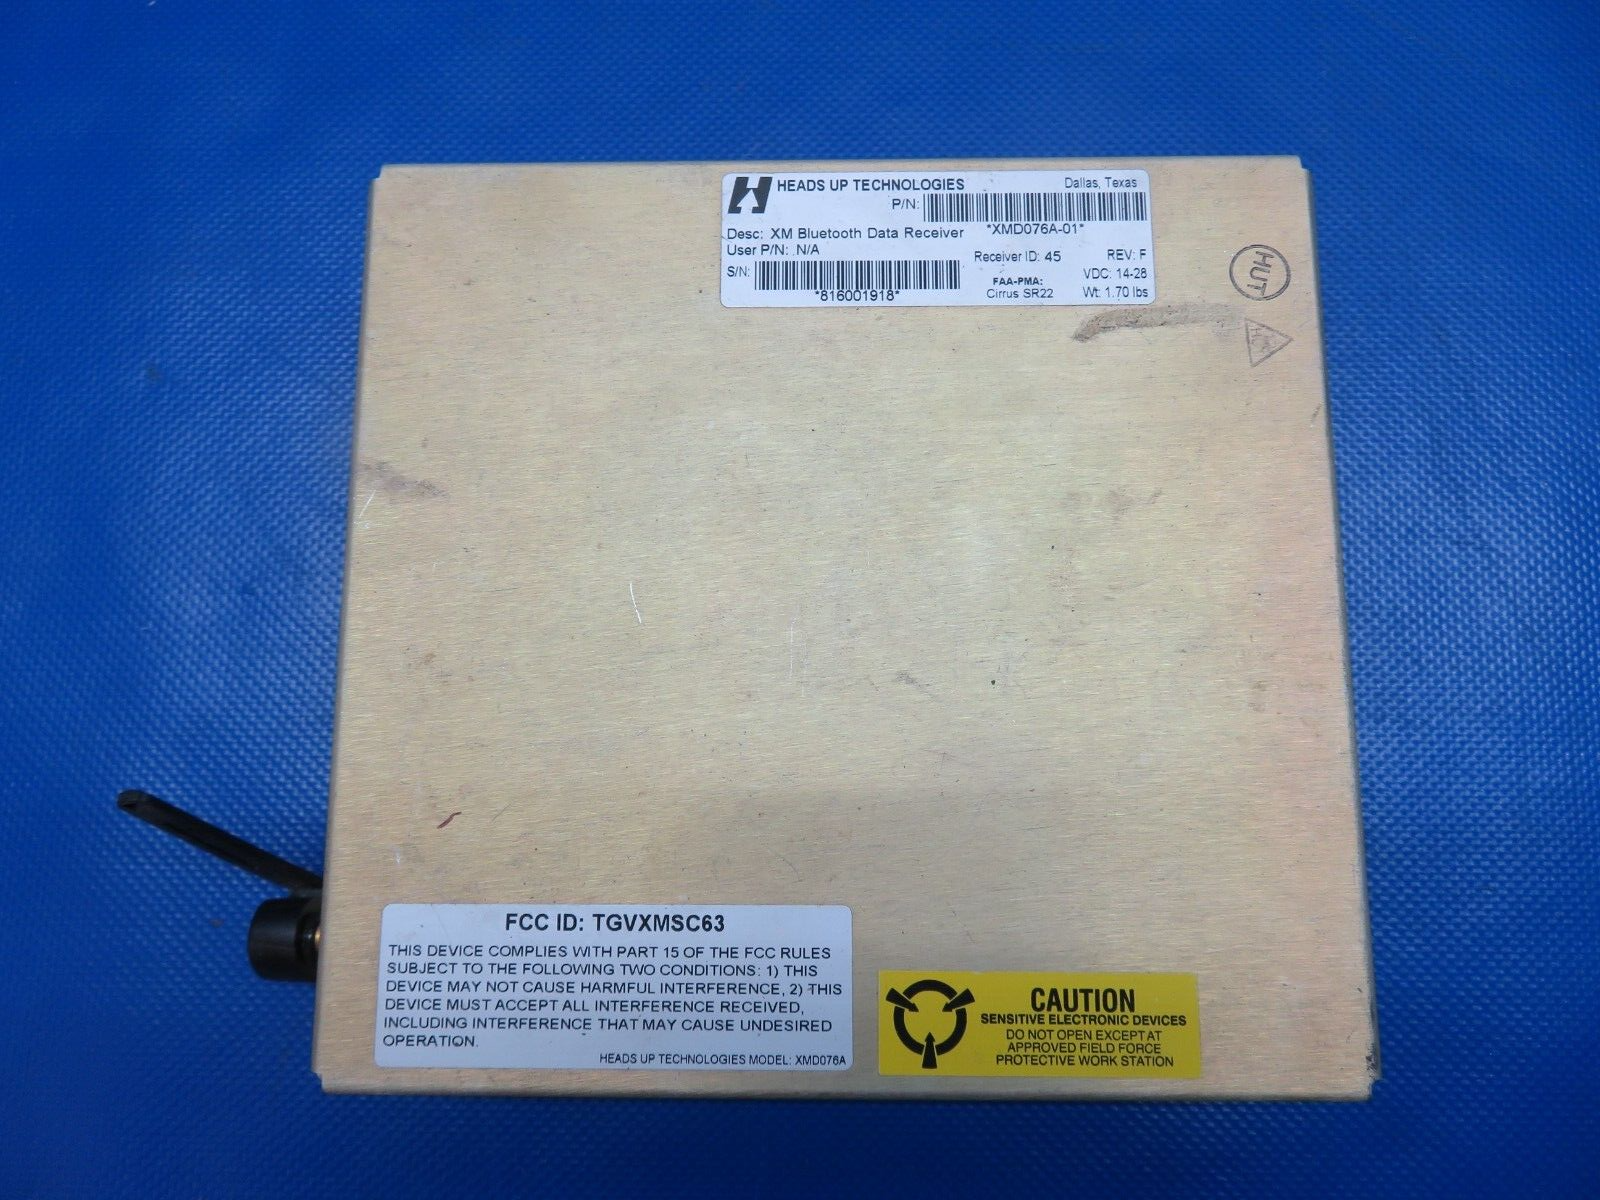 HEADS UP TECHNOLOGIES
Dallas, Texas
P/N:
*XMD076A-01*
Desc: XM Bluetooth Data Receiver
User P/N: N/A
Receiver ID: 45
REV: F
S/N:
*816001918*
FAA-PMA:
Cirrus SR22
VDC: 14-28
Wt: 1.70 lbs
HUT
FCC ID: TGVXMSC63
THIS DEVICE COMPLIES WITH PART 15 OF THE FCC RULES
SUBJECT TO THE FOLLOWING TWO CONDITIONS: 1) THIS
DEVICE MAY NOT CAUSE HARMFUL INTERFERENCE, 2) THIS
DEVICE MUST ACCEPT ALL INTERFERENCE RECEIVED,
INCLUDING INTERFERENCE THAT MAY CAUSE UNDESIRED
OPERATION.
HEADS UP TECHNOLOGIES MODEL: XMD076A
CAUTION
SENSITIVE ELECTRONIC DEVICES
DO NOT OPEN EXCEPT AT
APPROVED FIELD FORCE
PROTECTIVE WORK STATION